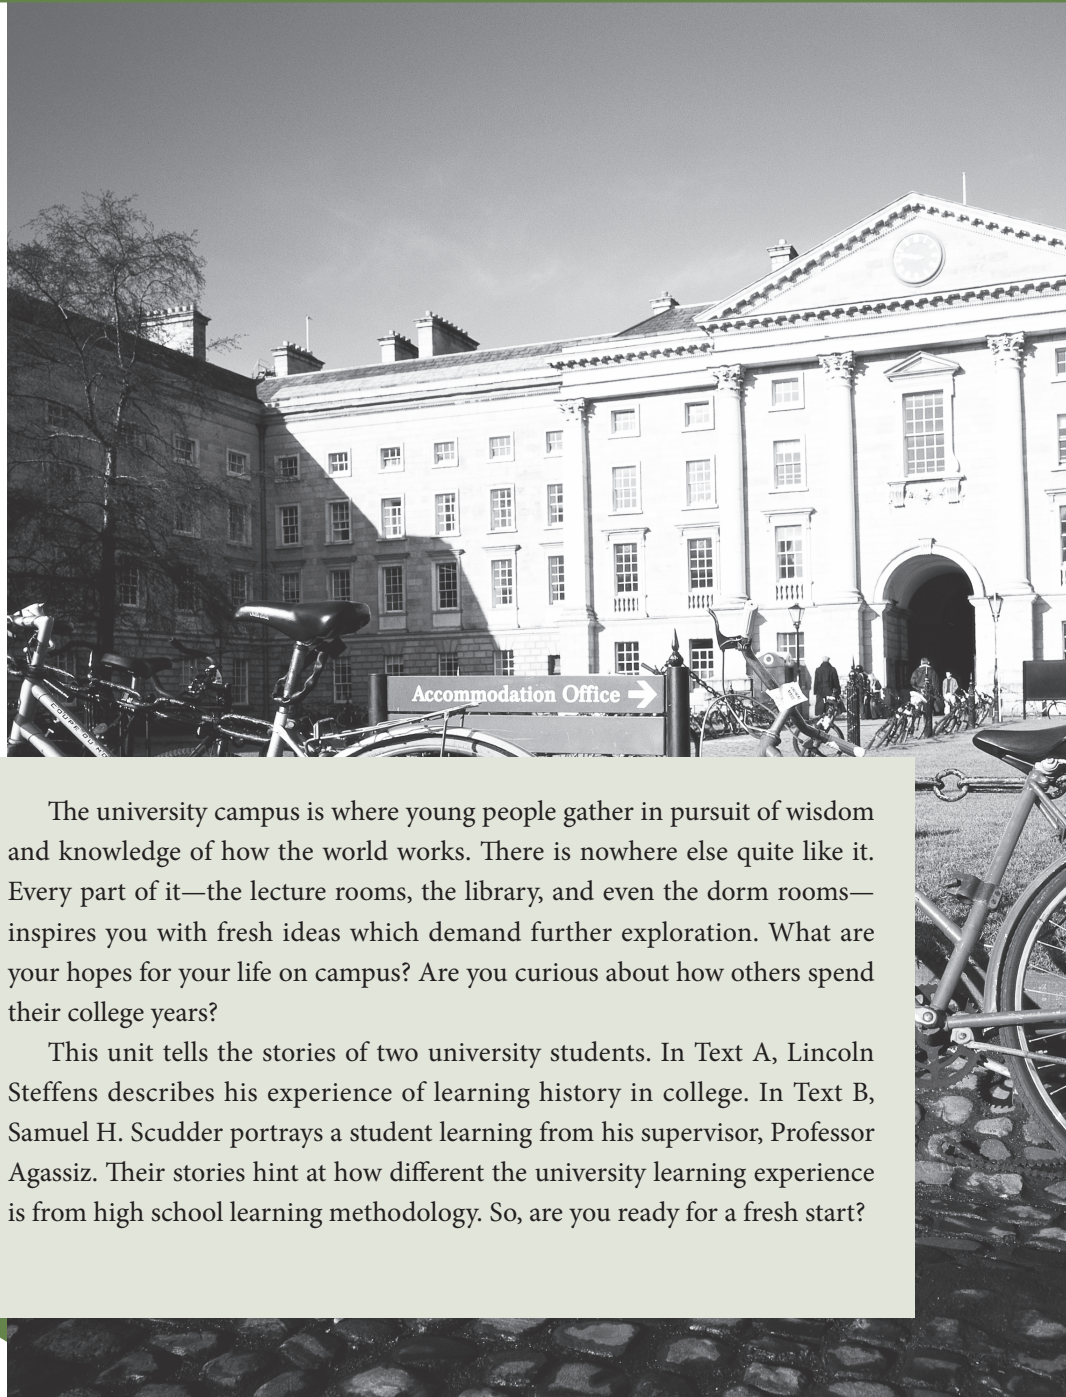 Accommodation Office
COUPE DU MO
The university campus is where young people gather in pursuit of wisdom
and knowledge of how the world works. There is nowhere else quite like it.
Every part of it—the lecture rooms, the library, and even the dorm rooms—
inspires you with fresh ideas which demand further exploration. What are
your hopes for your life on campus? Are you curious about how others spend
their college years?
This unit tells the stories of two university students. In Text A, Lincoln
Steffens describes his experience of learning history in college. In Text B,
Samuel H. Scudder portrays a student learning from his supervisor, Professor
Agassiz. Their stories hint at how different the university learning experience
is from high school learning methodology. So, are you ready for a fresh start?